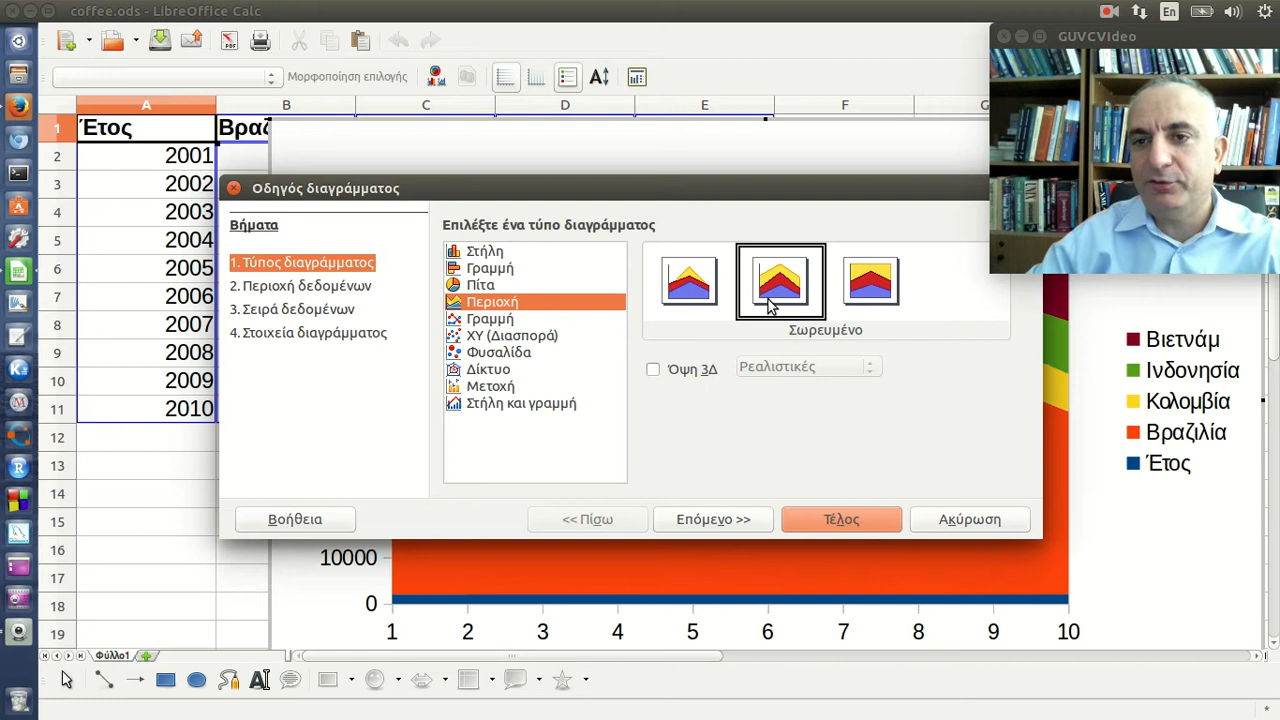 coffee.ods - LibreOffice Calc
En
Μορφοποίηση επιλογής
GUVCVideo
A B C D E F G
1 Έτος Βραζ
2 2001
3 2002
4 2003
5 2004
6 2005
7 2006
8 2007
9 2008
10 2009
11 2010
12
13
14
15
16
17
18
19
Οδηγός διαγράμματος
Βήματα
1. Τύπος διαγράμματος
2. Περιοχή δεδομένων
3. Σειρά δεδομένων
4. Στοιχεία διαγράμματος
Επιλέξτε ένα τύπο διαγράμματος
Στήλη
Γραμμή
Πίτα
Περιοχή
Γραμμή
XY (Διασπορά)
Φυσαλίδα
Δίκτυο
Μετοχή
Στήλη και γραμμή
Σωρευμένο
Όψη 3Δ
Ρεαλιστικές
Βοήθεια
<< Πίσω
Επόμενο >>
Τέλος
Ακύρωση
Βιετνάμ
Ινδονησία
Κολομβία
Βραζιλία
Έτος
10000
0
1 2 3 4 5 6 7 8 9 10
Φύλλο1